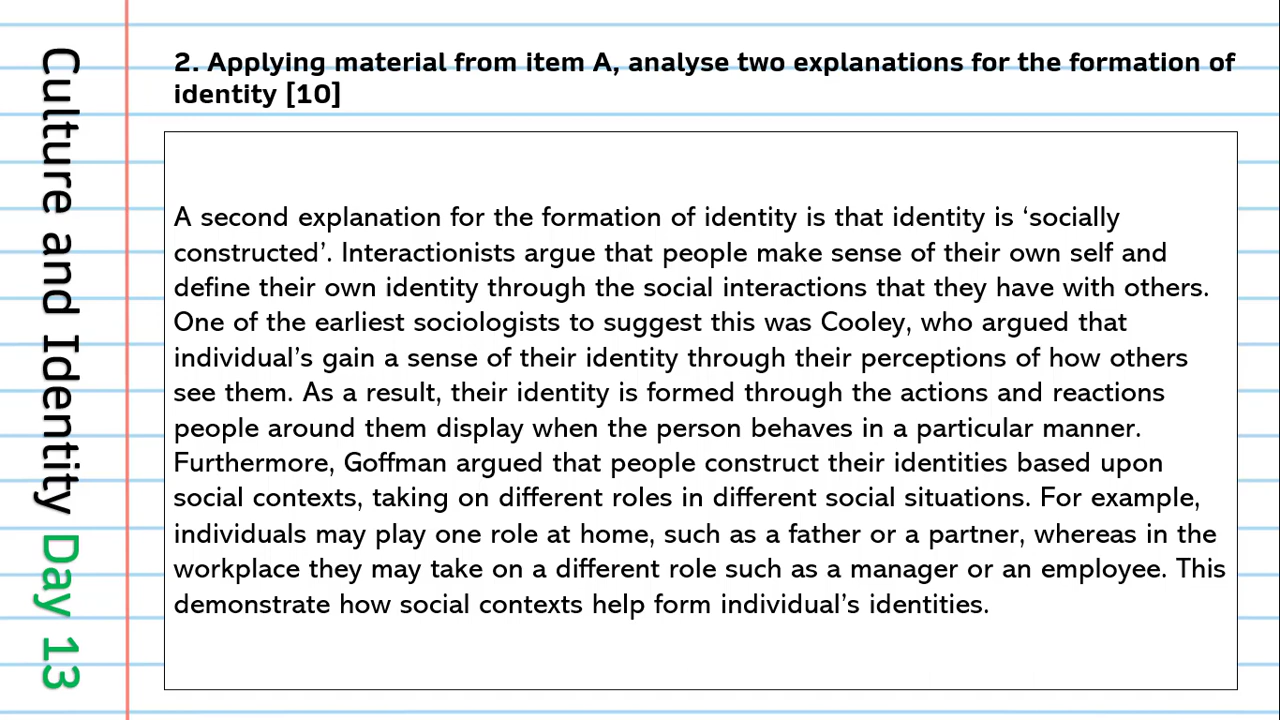 Culture and Identity Day 13
2. Applying material from item A, analyse two explanations for the formation of
identity [10]
A second explanation for the formation of identity is that identity is ‘socially
constructed’. Interactionists argue that people make sense of their own self and
define their own identity through the social interactions that they have with others.
One of the earliest sociologists to suggest this was Cooley, who argued that
individual’s gain a sense of their identity through their perceptions of how others
see them. As a result, their identity is formed through the actions and reactions
people around them display when the person behaves in a particular manner.
Furthermore, Goffman argued that people construct their identities based upon
social contexts, taking on different roles in different social situations. For example,
individuals may play one role at home, such as a father or a partner, whereas in the
workplace they may take on a different role such as a manager or an employee. This
demonstrate how social contexts help form individual’s identities.